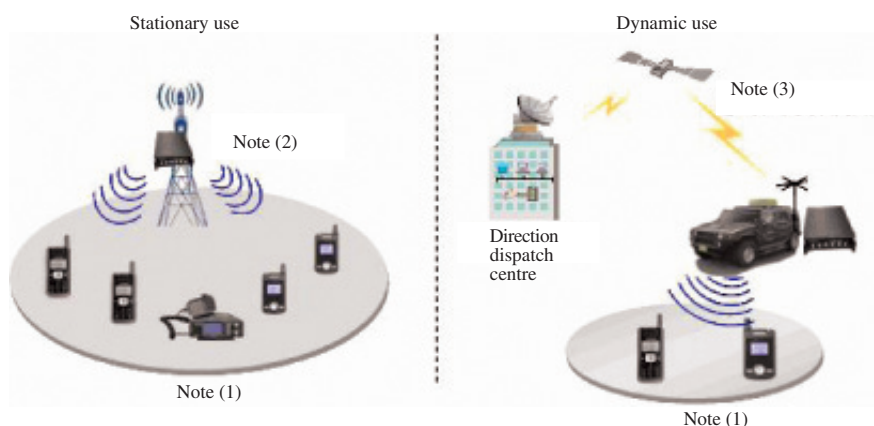 Stationary use
Dynamic use
Note (3)
Note (2)
Direction
dispatch
centre
Note (1)
Note (1)